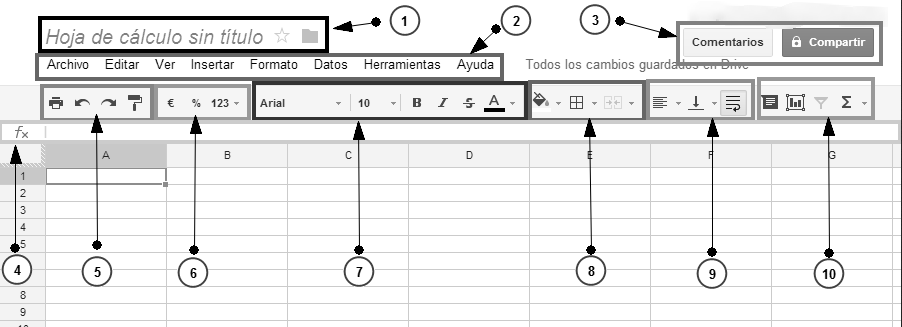 1
Hoja de cálculo sin título
2
3
Comentarios Compartir
Archivo Editar Ver Insertar Formato Datos Herramientas Ayuda Todos los cambios guardados en Drive
€ % 123 Arial 10 B I S A Σ
fx
A B C D E F G
1
2
3
4
5
4 5 6 7 8 9 10
8
9
10